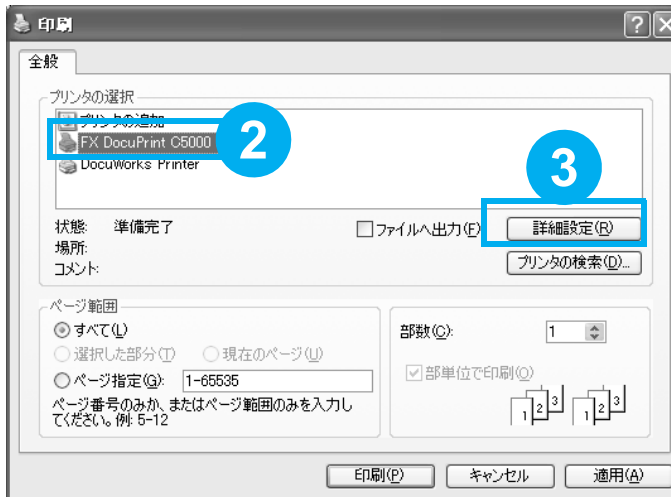 印刷
全般
プリンタの選択
プリンタの追加
FX DocuPrint C5000
2
DocuWorks Printer
3
状態: 準備完了
ファイルへ出力(F)
詳細設定(R)
場所:
コメント:
プリンタの検索(D)...
ページ範囲
すべて(L)
選択した部分(T) 現在のページ(U)
ページ指定(G): 1-65535
ページ番号のみか、またはページ範囲のみを入力し
てください。例: 5-12
部数(C): 1
部単位で印刷(O)
1 2 3 1 2 3
印刷(P) キャンセル 適用(A)